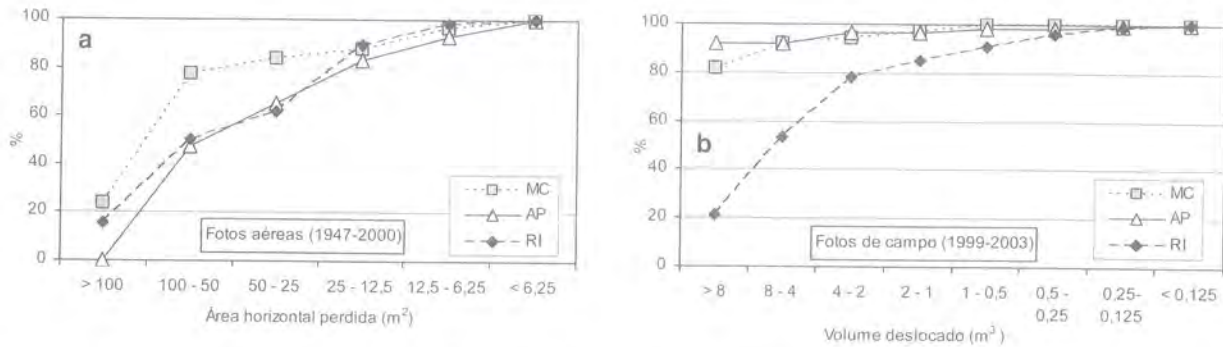 100
80
60
40
20
0
%
a
MC
AP
RI
Fotos aéreas (1947-2000)
> 100
100 - 50
50 - 25
25 - 12,5
12,5 - 6,25
< 6,25
Área horizontal perdida (m²)
100
80
60
40
20
0
%
b
MC
AP
RI
Fotos de campo (1999-2003)
> 8
8 - 4
4 - 2
2 - 1
1 - 0,5
0,5 -
0,25
0,25-
0,125
< 0,125
Volume deslocado (m³)